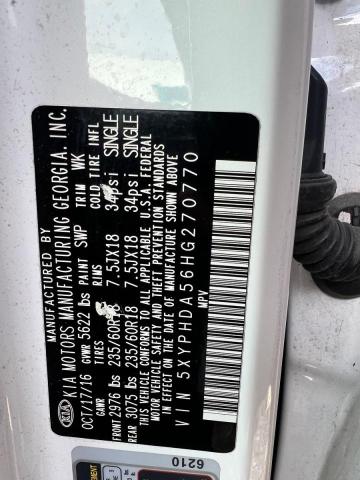 MANUFACTURED BY
KIA KIA MOTORS MANUFACTURING GEORGIA. INC.
OCT/17/16 GVWR 5622 lbs PAINT SWP TRIM WK
GAWR TIRES RIMS COLD TIRE INFL
FRONT 2976 lbs 235/60R18 7.5JX18 34psi SINGLE
REAR 3075 lbs 235/60R18 7.5JX18 34psi SINGLE
THIS VEHICLE CONFORMS TO ALL APPLICABLE U.S.A. FEDERAL
MOTOR VEHICLE SAFETY AND THEFT PREVENTION STANDARDS
IN EFFECT ON THE DATE OF MANUFACTURE SHOWN ABOVE
VIN 5XYPHDA56HG270770
MPV
6210